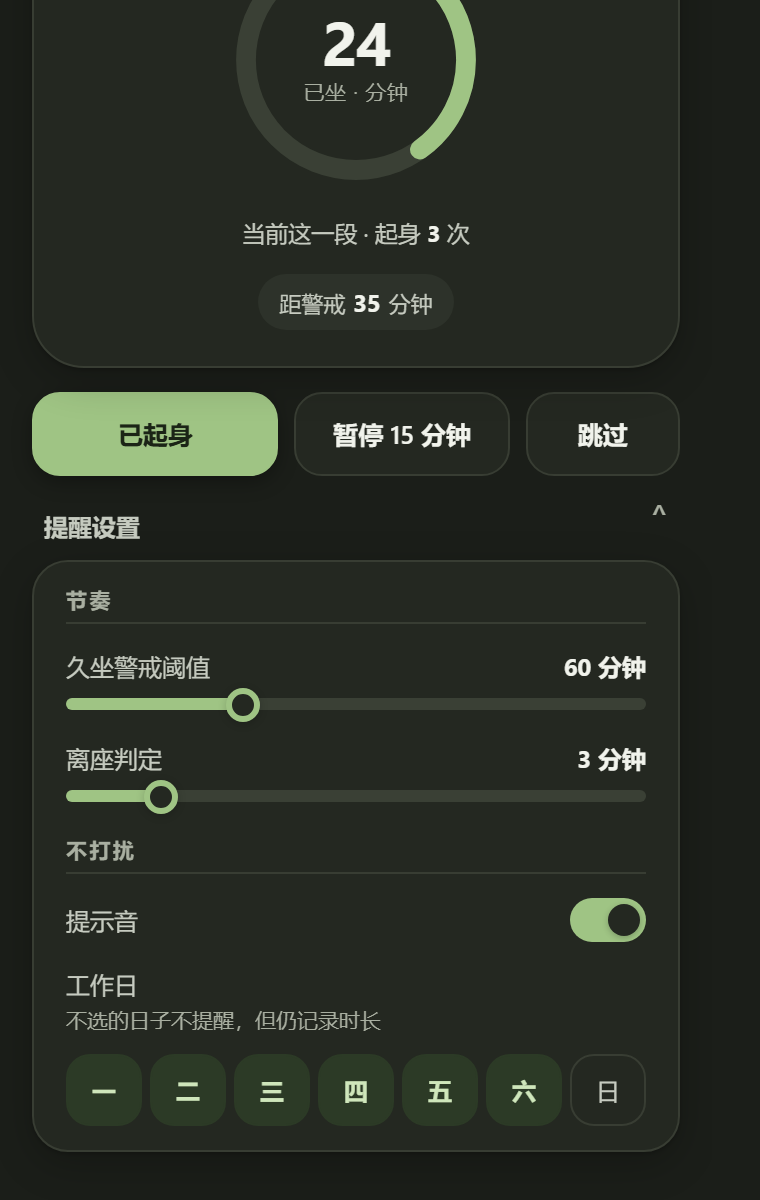 24
已坐 · 分钟
当前这一段 · 起身 3 次
距警戒 35 分钟
已起身 暂停 15 分钟 跳过
提醒设置 ^
节奏
久坐警戒阈值 60 分钟
离座判定 3 分钟
不打扰
提示音
工作日
不选的日子不提醒，但仍记录时长
一 二 三 四 五 六 日